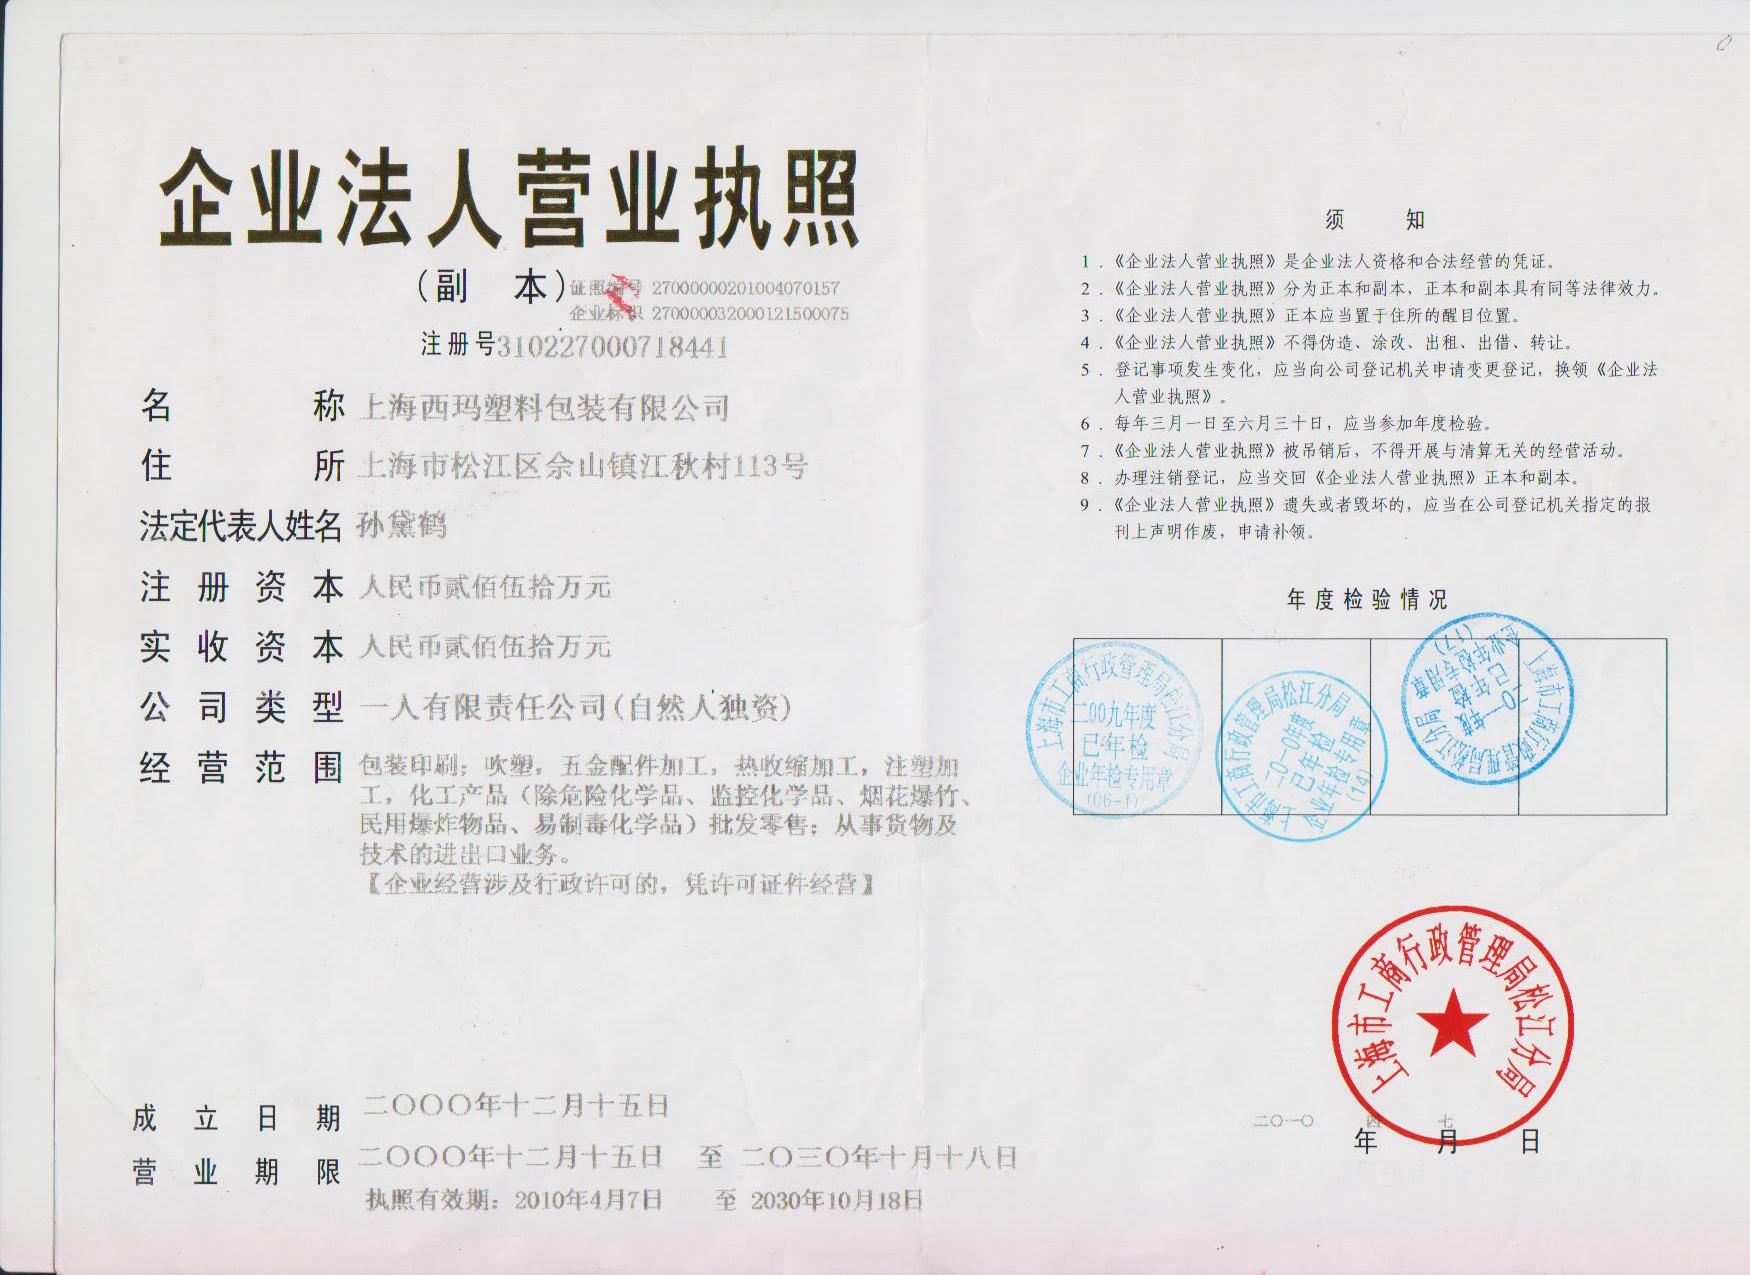 企业法人营业执照
（副 本）
证照编号 27000000201004070157
企业标识 27000003200012150​0075
注册号310227000718441
名 称 上海西玛塑料包装有限公司
住 所 上海市松江区佘山镇江秋村113号
法定代表人姓名 孙黛鹤
注册资本 人民币贰佰伍拾万元
实收资本 人民币贰佰伍拾万元
公司类型 一人有限责任公司(自然人独资)
经营范围 包装印刷；吹塑，五金配件加工，热收缩加工，注塑加
工，化工产品（除危险化学品、监控化学品、烟花爆竹、
民用爆炸物品、易制毒化学品）批发零售；从事货物及
技术的进出口业务。
【企业经营涉及行政许可的，凭许可证件经营】
成立日期 二〇〇〇年十二月十五日
营业期限 二〇〇〇年十二月十五日 至 二〇三〇年十月十八日
执照有效期：2010年4月7日 至 2030年10月18日
须 知
1．《企业法人营业执照》是企业法人资格和合法经营的凭证。
2．《企业法人营业执照》分为正本和副本，正本和副本具有同等法律效力。
3．《企业法人营业执照》正本应当置于住所的醒目位置。
4．《企业法人营业执照》不得伪造、涂改、出租、出借、转让。
5．登记事项发生变化，应当向公司登记机关申请变更登记，换领《企业法
人营业执照》。
6．每年三月一日至六月三十日，应当参加年度检验。
7．《企业法人营业执照》被吊销后，不得开展与清算无关的经营活动。
8．办理注销登记，应当交回《企业法人营业执照》正本和副本。
9．《企业法人营业执照》遗失或者毁坏的，应当在公司登记机关指定的报
刊上声明作废，申请补领。
年度检验情况
上海市工商行政管理局松江分局
二00九年度
已年检
企业年检专用章
(06-1)
上海市工商行政管理局松江分局
二0一0年度
已年检
企业年检专用章
(14)
上海市工商行政管理局松江分局
二0一一年度
已年检
企业年检专用章
(17)
上海市工商行政管理局松江分局
二〇一〇 四 七
年 月 日